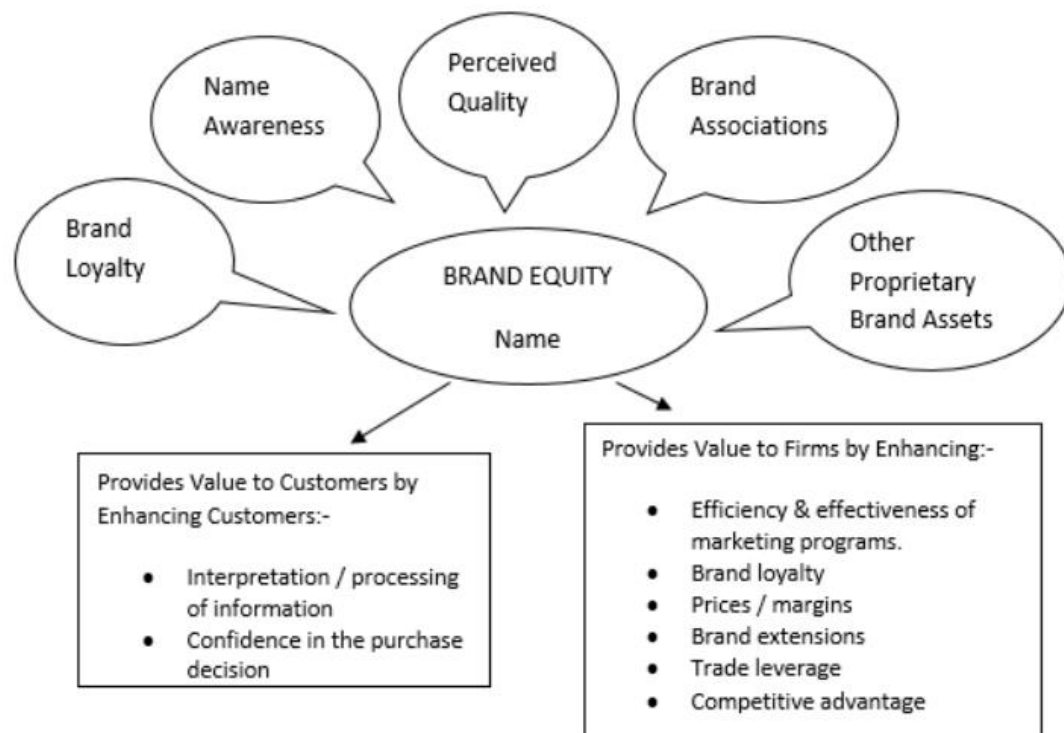 Name
Awareness
Perceived
Quality
Brand
Associations
Brand
Loyalty
BRAND EQUITY
Name
Other
Proprietary
Brand Assets
Provides Value to Customers by
Enhancing Customers:-
• Interpretation / processing
of information
• Confidence in the purchase
decision
Provides Value to Firms by Enhancing:-
• Efficiency & effectiveness of
marketing programs.
• Brand loyalty
• Prices / margins
• Brand extensions
• Trade leverage
• Competitive advantage